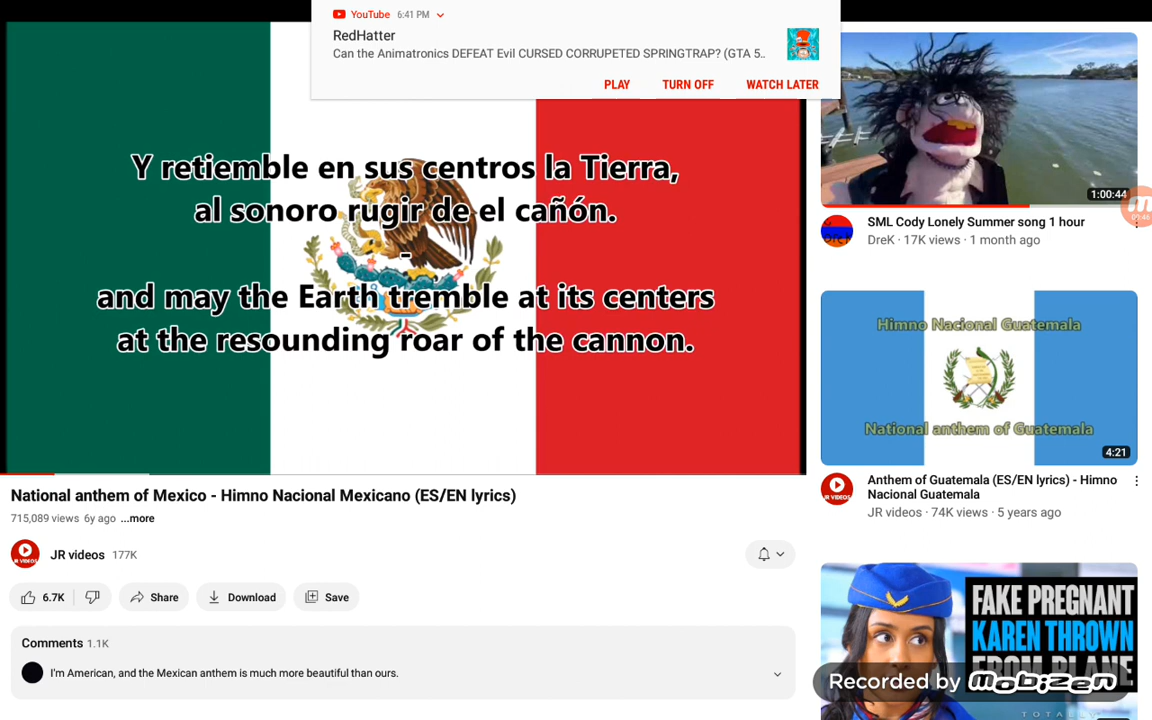 YouTube 6:41 PM
RedHatter
Can the Animatronics DEFEAT Evil CURSED CORRUPETED SPRINGTRAP? (GTA 5..
PLAY TURN OFF WATCH LATER
Y retiemble en sus centros la Tierra,
al sonoro rugir de el cañón.
-
and may the Earth tremble at its centers
at the resounding roar of the cannon.
National anthem of Mexico - Himno Nacional Mexicano (ES/EN lyrics)
715,089 views 6y ago ...more
JR videos 177K
6.7K Share Download Save
Comments 1.1K
I'm American, and the Mexican anthem is much more beautiful than ours.
1:00:44
SML Cody Lonely Summer song 1 hour
DreK · 17K views · 1 month ago
Himno Nacional Guatemala
National anthem of Guatemala
4:21
JR VIDEOS
Anthem of Guatemala (ES/EN lyrics) - Himno
Nacional Guatemala
JR videos · 74K views · 5 years ago
FAKE PREGNANT
KAREN THROWN
FROM PLANE
Recorded by mobizen